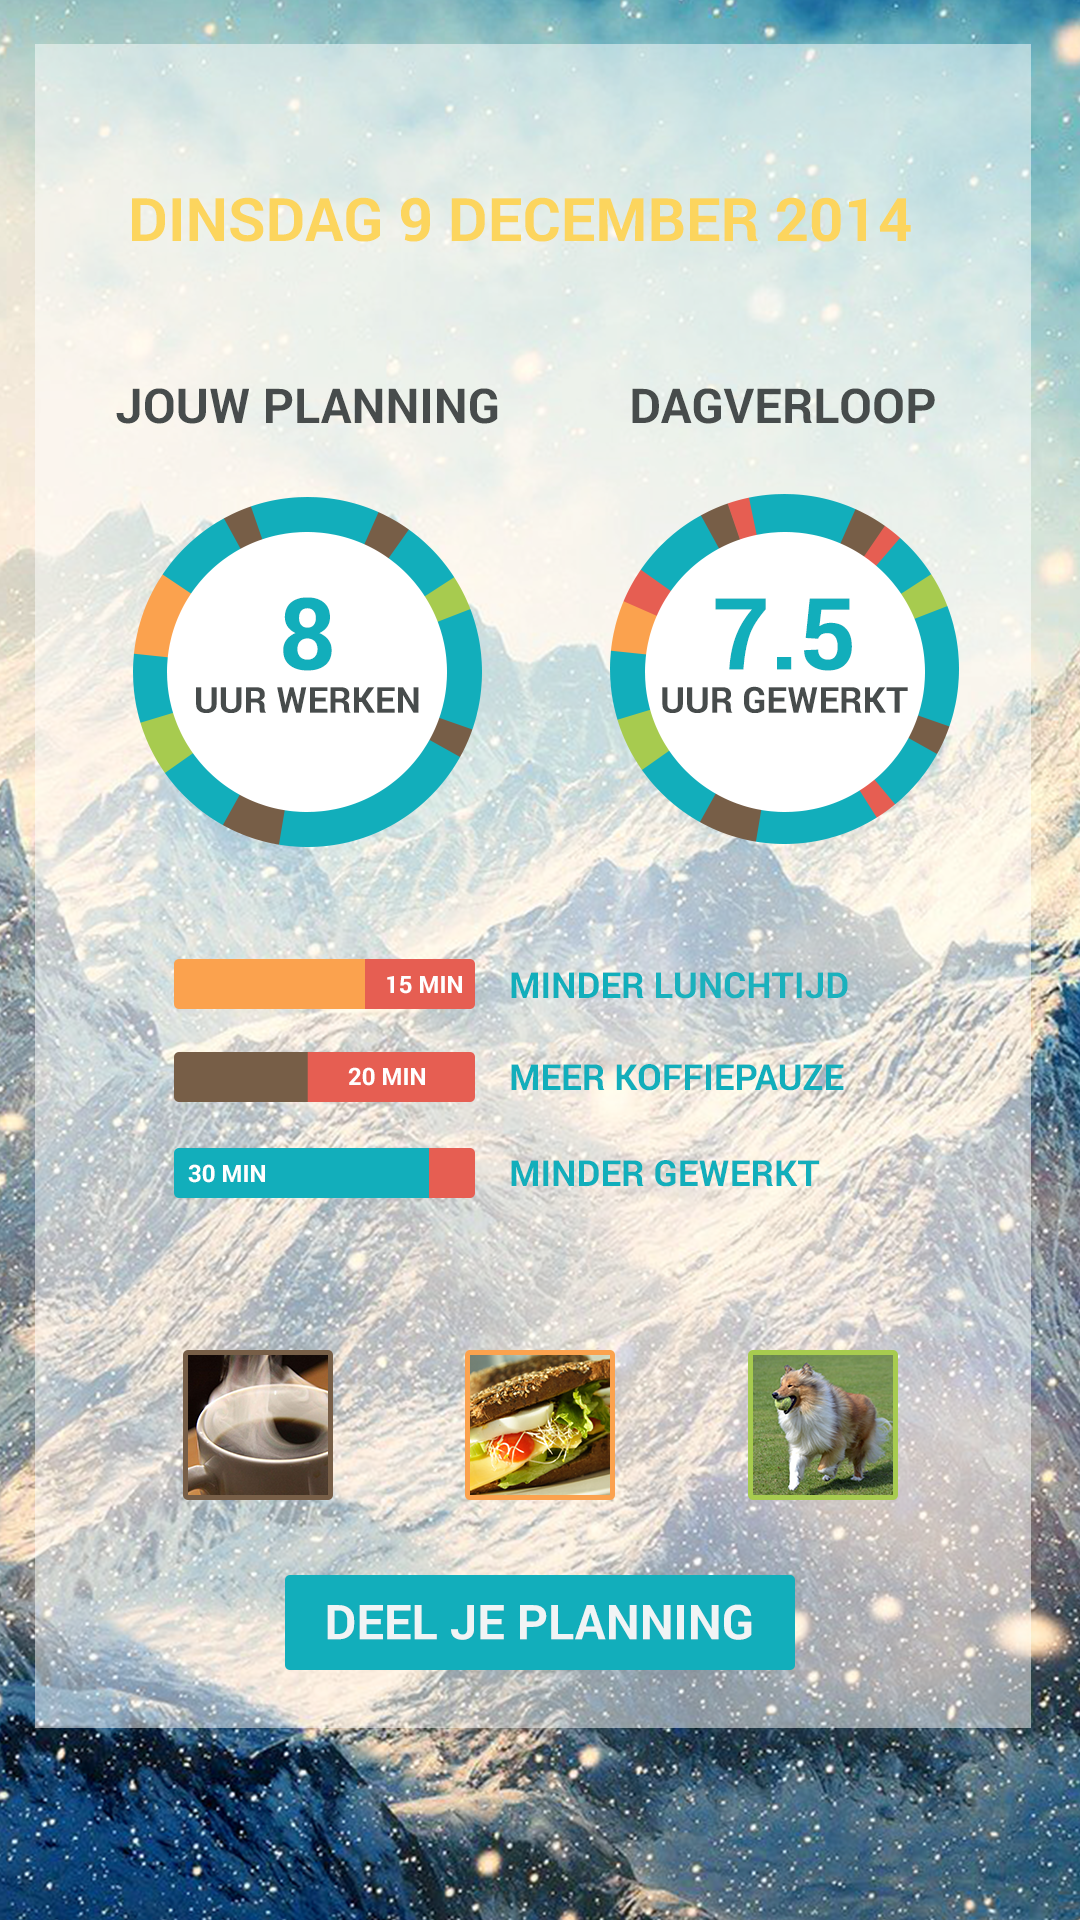 DINSDAG 9 DECEMBER 2014
JOUW PLANNING
DAGVERLOOP
8
UUR WERKEN
7.5
UUR GEWERKT
15 MIN
MINDER LUNCHTIJD
20 MIN
MEER KOFFIEPAUZE
30 MIN
MINDER GEWERKT
DEEL JE PLANNING